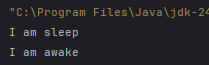 "C:\Program Files\Java\jdk-24
I am sleep
I am awake